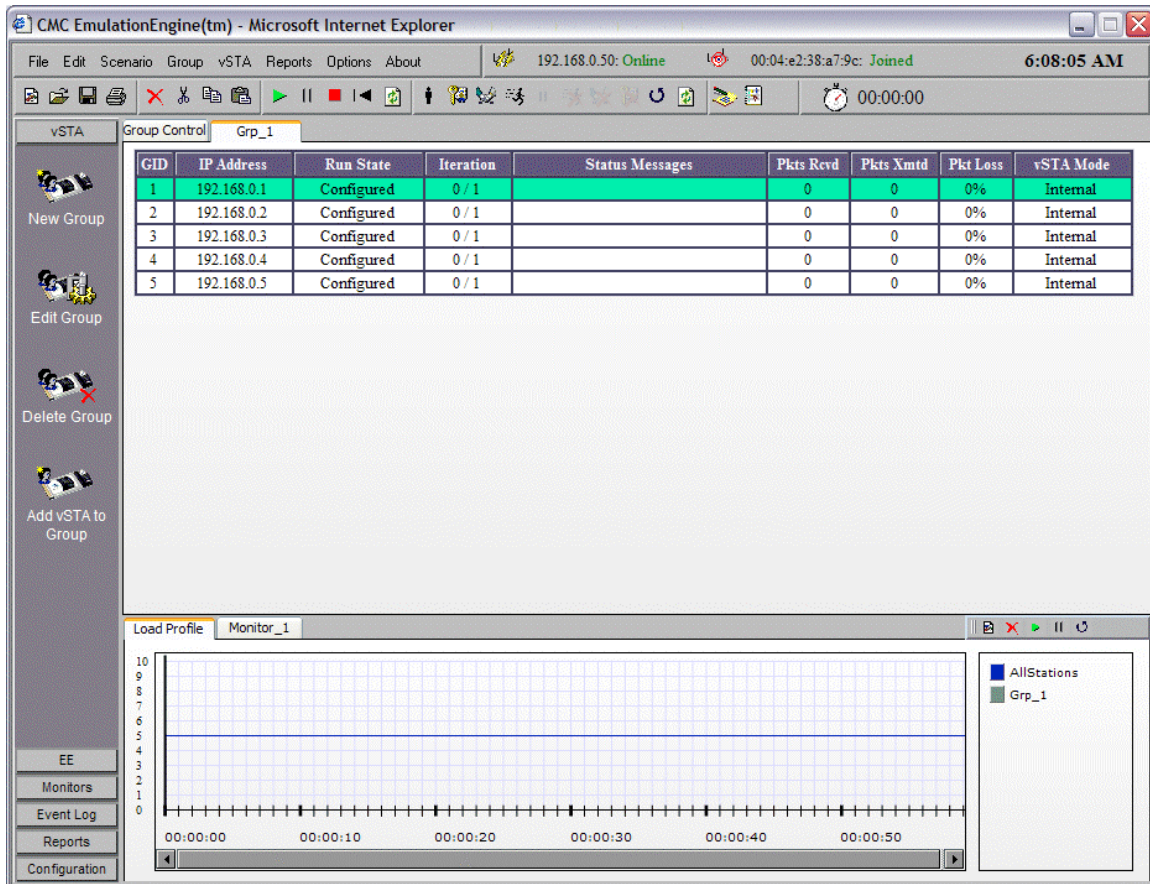 CMC EmulationEngine(tm) - Microsoft Internet Explorer
File Edit Scenario Group vSTA Reports Options About 192.168.0.50: Online 00:04:e2:38:a7:9c: Joined 6:08:05 AM
00:00:00
vSTA
Group Control Grp_1
GID IP Address Run State Iteration Status Messages Pkts Rcvd Pkts Xmtd Pkt Loss vSTA Mode
1 192.168.0.1 Configured 0 / 1 0 0 0% Internal
2 192.168.0.2 Configured 0 / 1 0 0 0% Internal
3 192.168.0.3 Configured 0 / 1 0 0 0% Internal
4 192.168.0.4 Configured 0 / 1 0 0 0% Internal
5 192.168.0.5 Configured 0 / 1 0 0 0% Internal
New Group
Edit Group
Delete Group
Add vSTA to
Group
EE
Monitors
Event Log
Reports
Configuration
Load Profile Monitor_1
10
9
8
7
6
5
4
3
2
1
0
00:00:00 00:00:10 00:00:20 00:00:30 00:00:40 00:00:50
AllStations
Grp_1